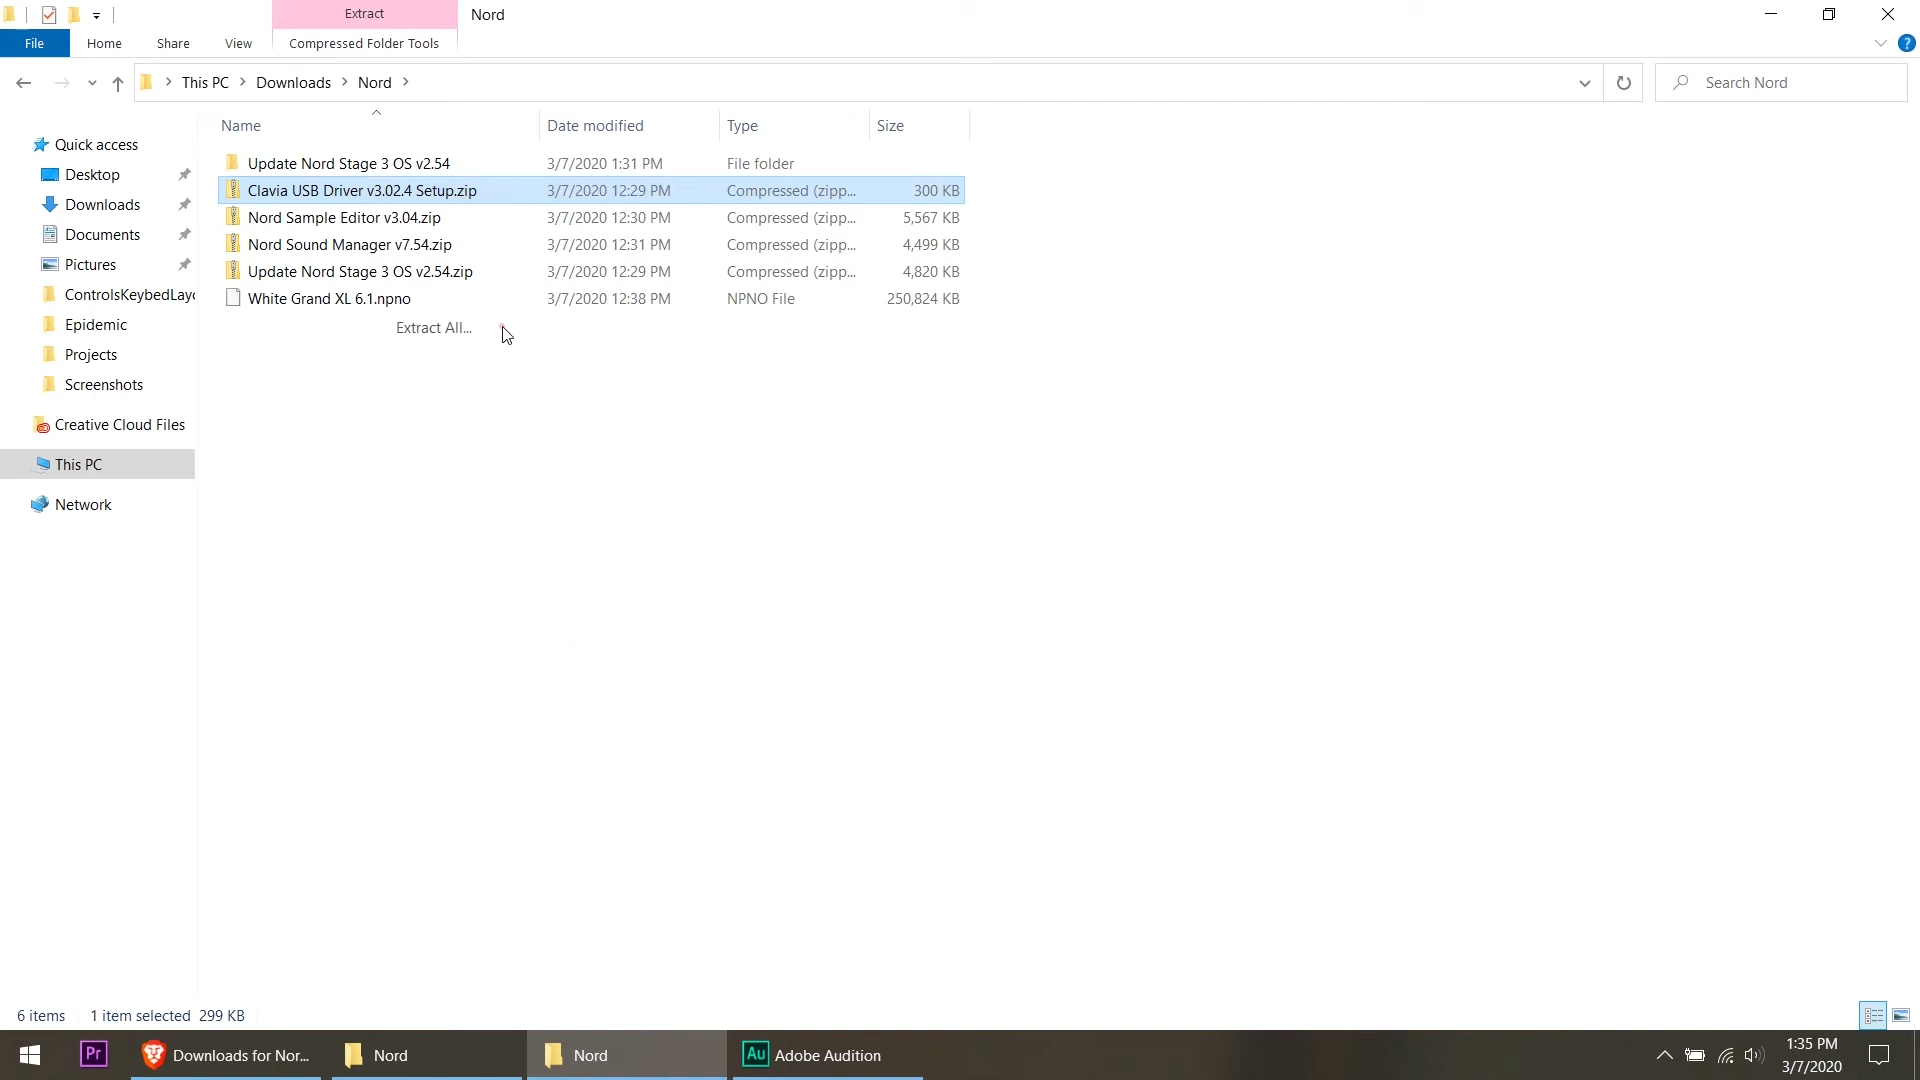 Extract
Nord
File
Home
Share
View
Compressed Folder Tools
?
This PC
Downloads
Nord
Search Nord
Name
Date modified
Type
Size
Quick access
Desktop
Downloads
Documents
Pictures
ControlsKeybedLay
Epidemic
Projects
Screenshots
Creative Cloud Files
This PC
Network
Update Nord Stage 3 OS v2.54 3/7/2020 1:31 PM File folder
Clavia USB Driver v3.02.4 Setup.zip 3/7/2020 12:29 PM Compressed (zipp... 300 KB
Nord Sample Editor v3.04.zip 3/7/2020 12:30 PM Compressed (zipp... 5,567 KB
Nord Sound Manager v7.54.zip 3/7/2020 12:31 PM Compressed (zipp... 4,499 KB
Update Nord Stage 3 OS v2.54.zip 3/7/2020 12:29 PM Compressed (zipp... 4,820 KB
White Grand XL 6.1.npno 3/7/2020 12:38 PM NPNO File 250,824 KB
Extract All...
6 items 1 item selected 299 KB
Pr
Downloads for Nor...
Nord
Nord
Au Adobe Audition
1:35 PM
3/7/2020